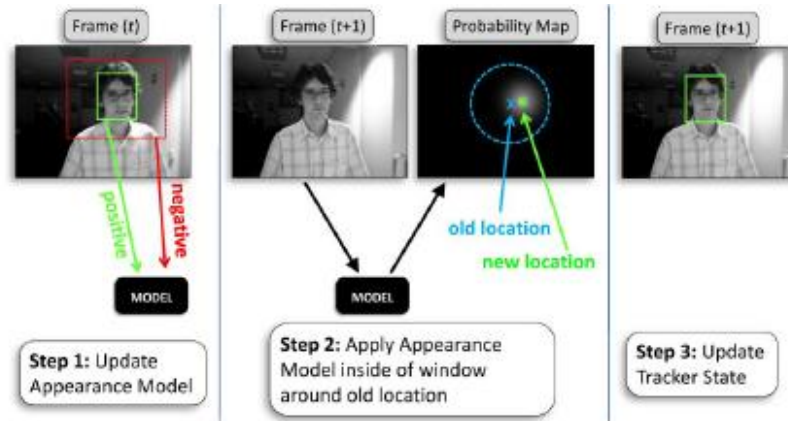 Frame (t)
Frame (t+1)
Probability Map
Frame (t+1)
positive
negative
old location
new location
MODEL
MODEL
Step 1: Update
Appearance Model
Step 2: Apply Appearance
Model inside of window
around old location
Step 3: Update
Tracker State